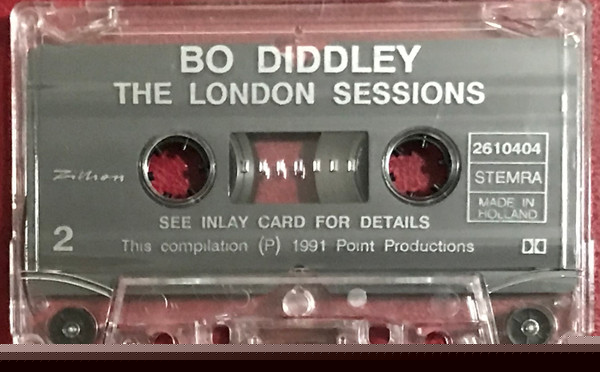 BO DIDDLEY
THE LONDON SESSIONS
2610404
STEMRA
MADE IN
HOLLAND
Zillion
SEE INLAY CARD FOR DETAILS
2
This compilation (P) 1991 Point Productions